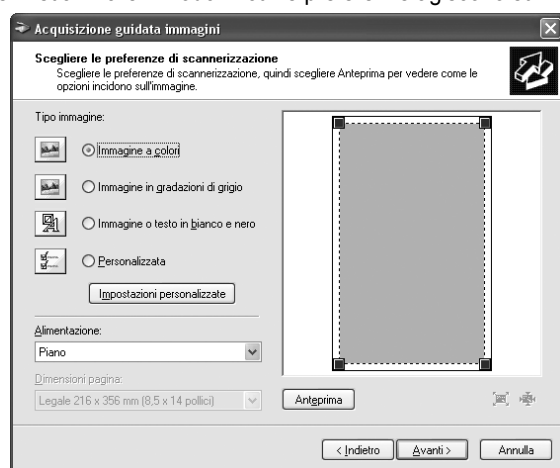 Acquisizione guidata immagini
Scegliere le preferenze di scannerizzazione
Scegliere le preferenze di scannerizzazione, quindi scegliere Anteprima per vedere come le
opzioni incidono sull'immagine.
Tipo immagine:
Immagine a colori
Immagine in gradazioni di grigio
Immagine o testo in bianco e nero
Personalizzata
Impostazioni personalizzate
Alimentazione:
Piano
Dimensioni pagina:
Legale 216 x 356 mm (8,5 x 14 pollici)
Anteprima
< Indietro
Avanti >
Annulla